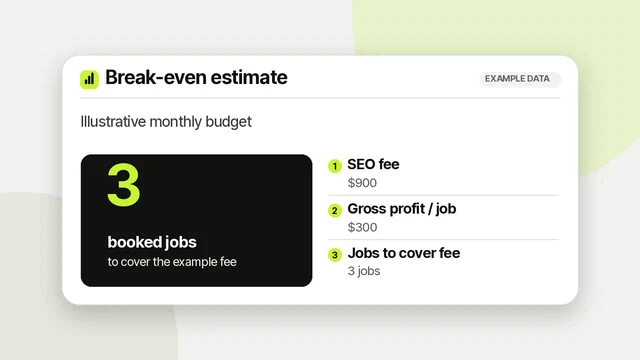 Break-even estimate
EXAMPLE DATA
Illustrative monthly budget
3
booked jobs
to cover the example fee
1 SEO fee
$900
2 Gross profit / job
$300
3 Jobs to cover fee
3 jobs